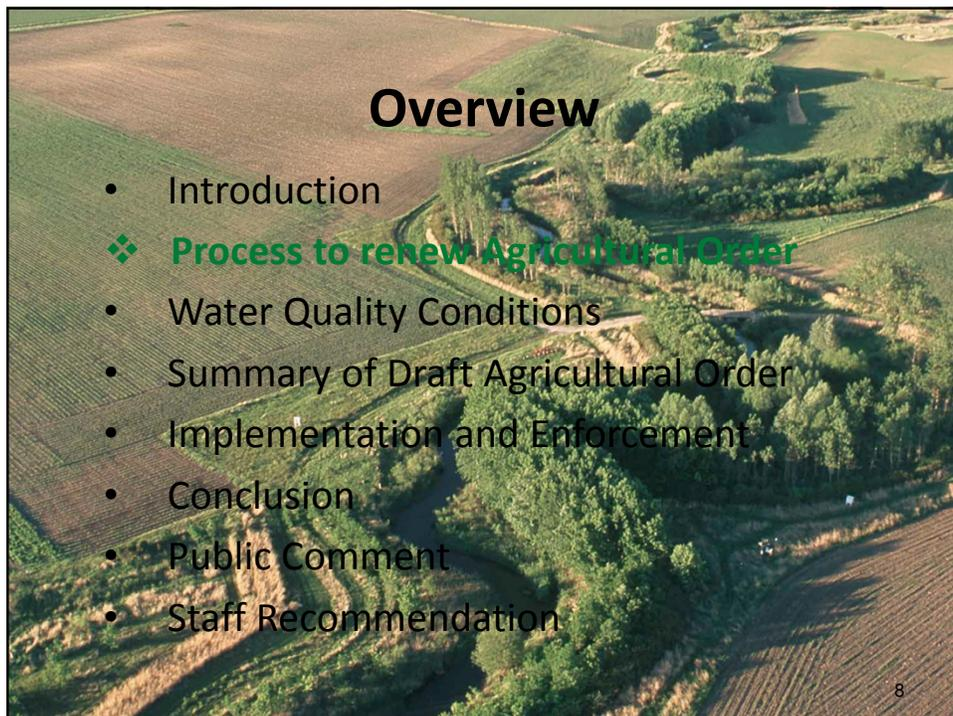 Overview
• Introduction
❖ Process to renew Agricultural Order
• Water Quality Conditions
• Summary of Draft Agricultural Order
• Implementation and Enforcement
• Conclusion
• Public Comment
• Staff Recommendation
8